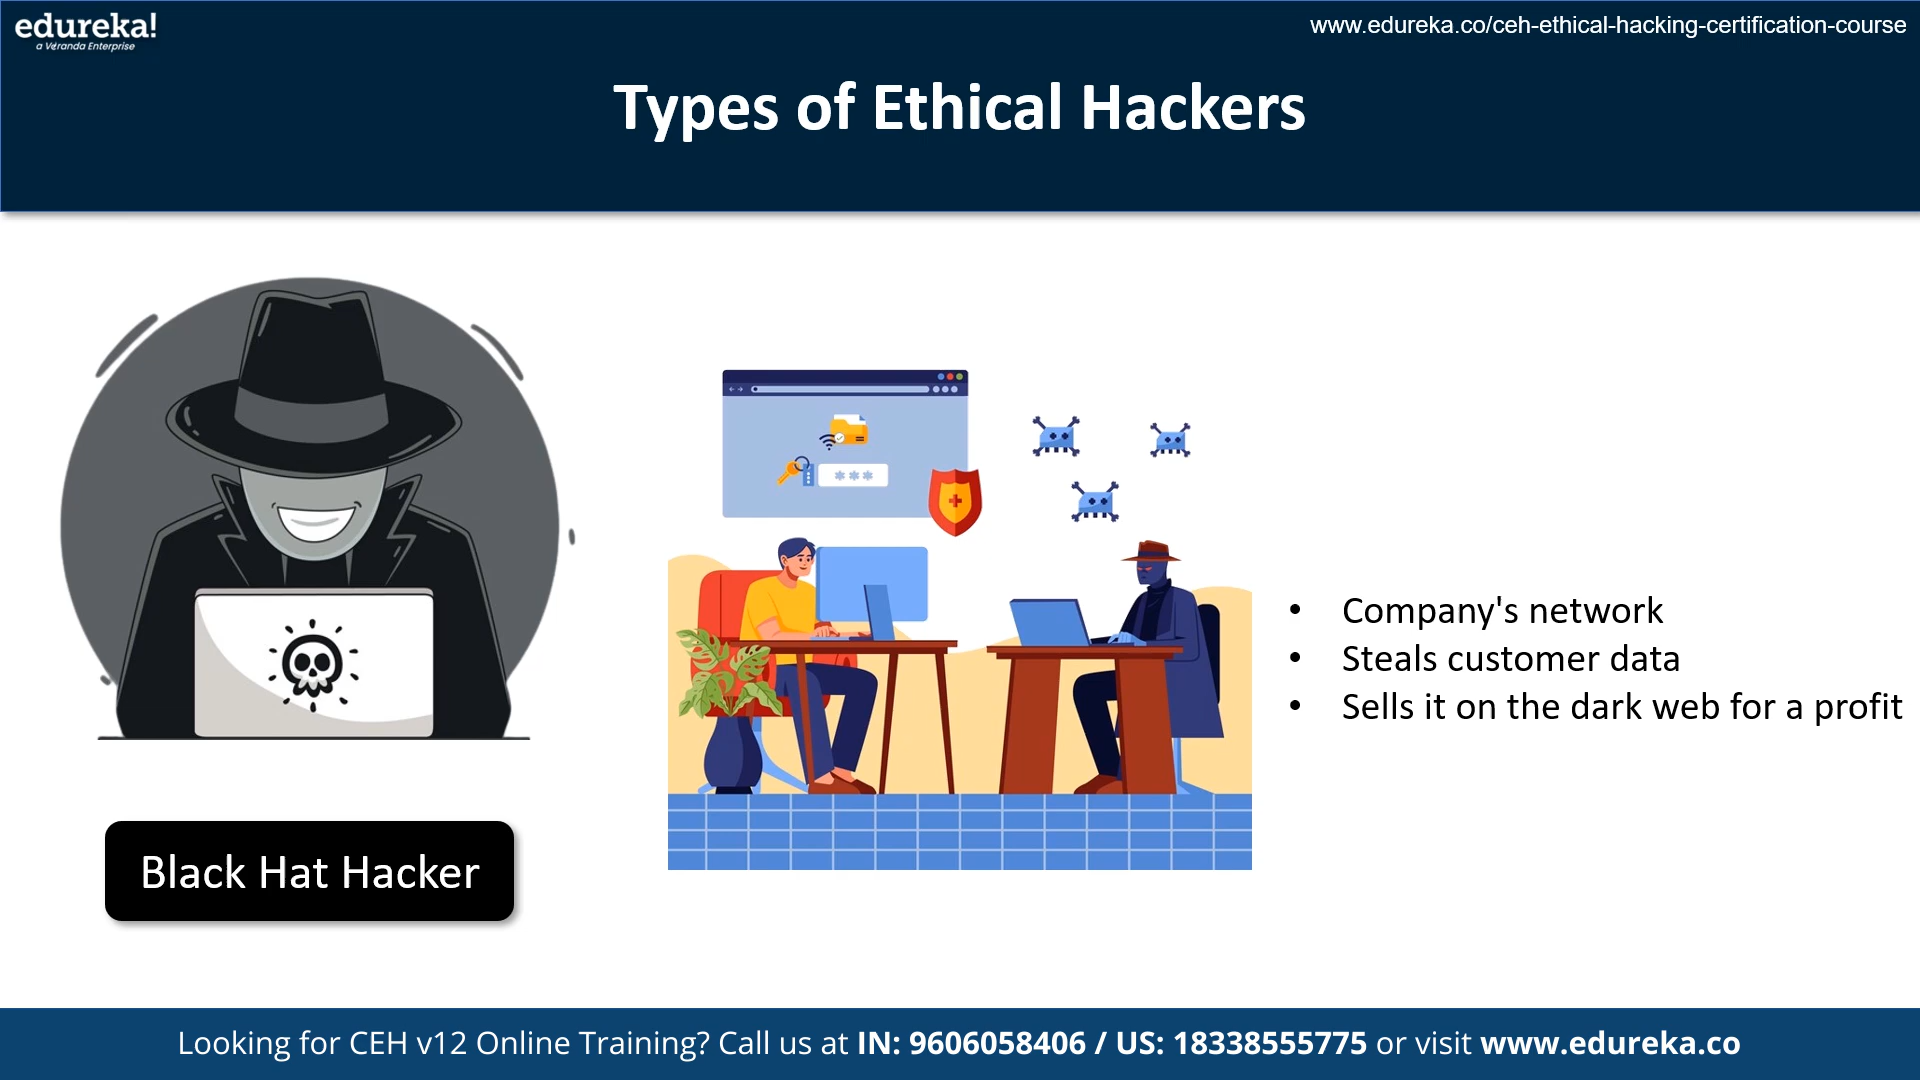 edureka!
a Veranda Enterprise
www.edureka.co/ceh-ethical-hacking-certification-course
Types of Ethical Hackers
***
• Company's network
• Steals customer data
• Sells it on the dark web for a profit
Black Hat Hacker
Looking for CEH v12 Online Training? Call us at IN: 9606058406 / US: 18338555775 or visit www.edureka.co